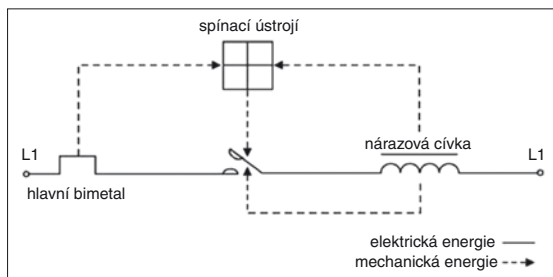 spínací ústrojí
L1
nárazová cívka
L1
hlavní bimetal
elektrická energie
mechanická energie